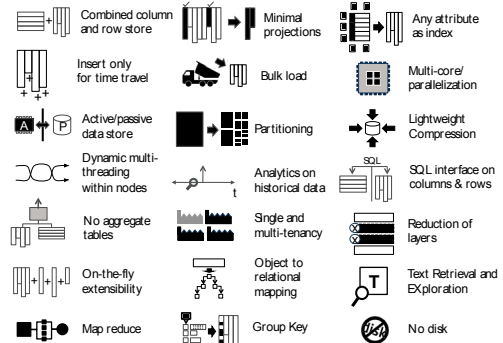 Combined column
and row store
Minimal
projections
Any attribute
as index
Insert only
for time travel
Bulk load
Multi-core/
parallelization
A
P
Active/passive
data store
Partitioning
Lightweight
Compression
Dynamic multi-
threading
within nodes
t
Analytics on
historical data
SQL
SQL interface on
columns & rows
No aggregate
tables
Single and
multi-tenancy
x
x
Reduction of
layers
On-the-fly
extensibility
Object to
relational
mapping
T
Text Retrieval and
EXploration
Map reduce
Group Key
disk
No disk